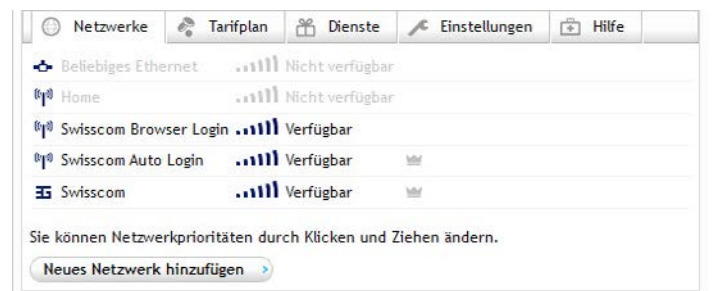 Netzwerke Tarifplan Dienste Einstellungen Hilfe
Beliebiges Ethernet Nicht verfügbar
Home Nicht verfügbar
Swisscom Browser Login Verfügbar
Swisscom Auto Login Verfügbar
3G Swisscom Verfügbar
Sie können Netzwerkprioritäten durch Klicken und Ziehen ändern.
Neues Netzwerk hinzufügen